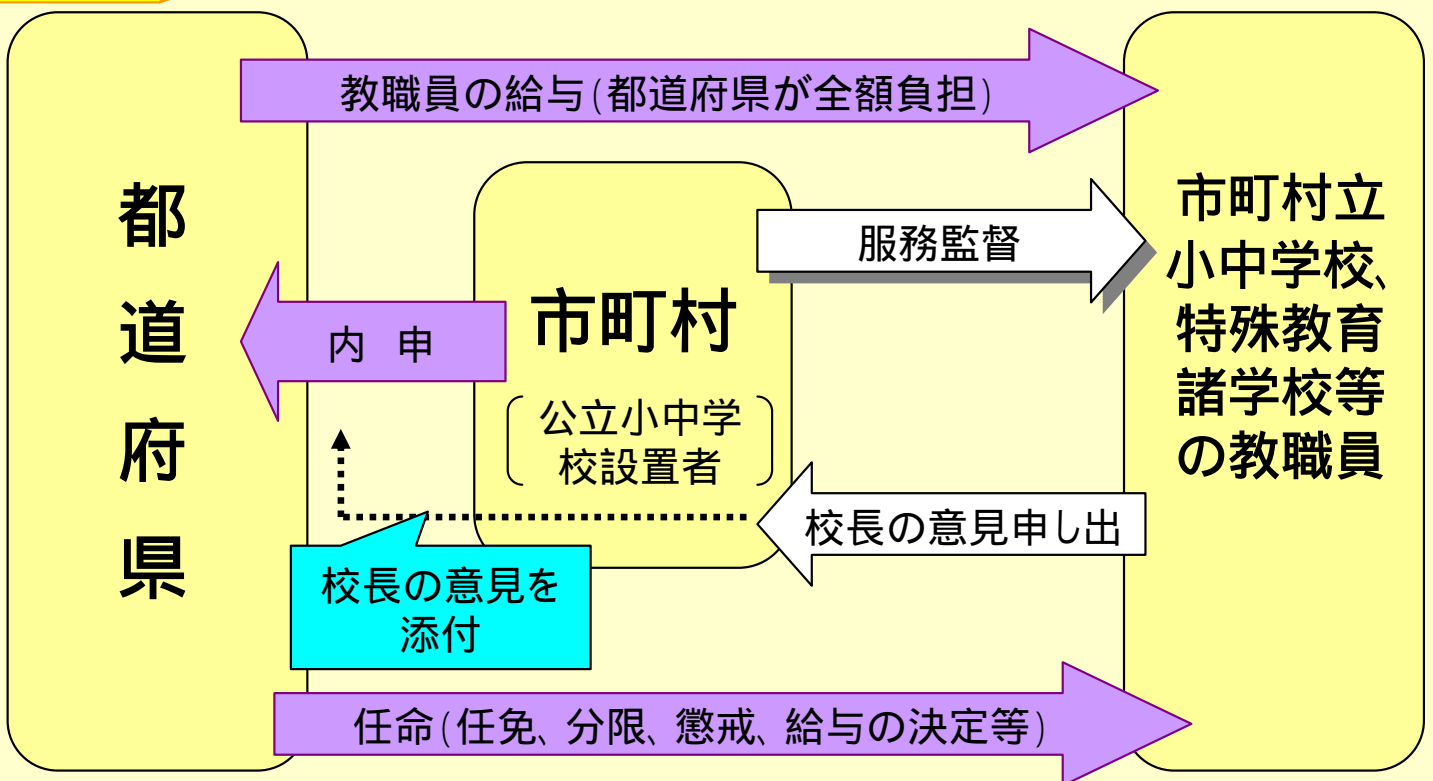 教職員の給与(都道府県が全額負担)
都
道
府
県
服務監督
市町村立
小中学校、
特殊教育
諸学校等
の教職員
市町村
内 申
公立小中学
校設置者
校長の意見申し出
校長の意見を
添付
任命(任免、分限、懲戒、給与の決定等)